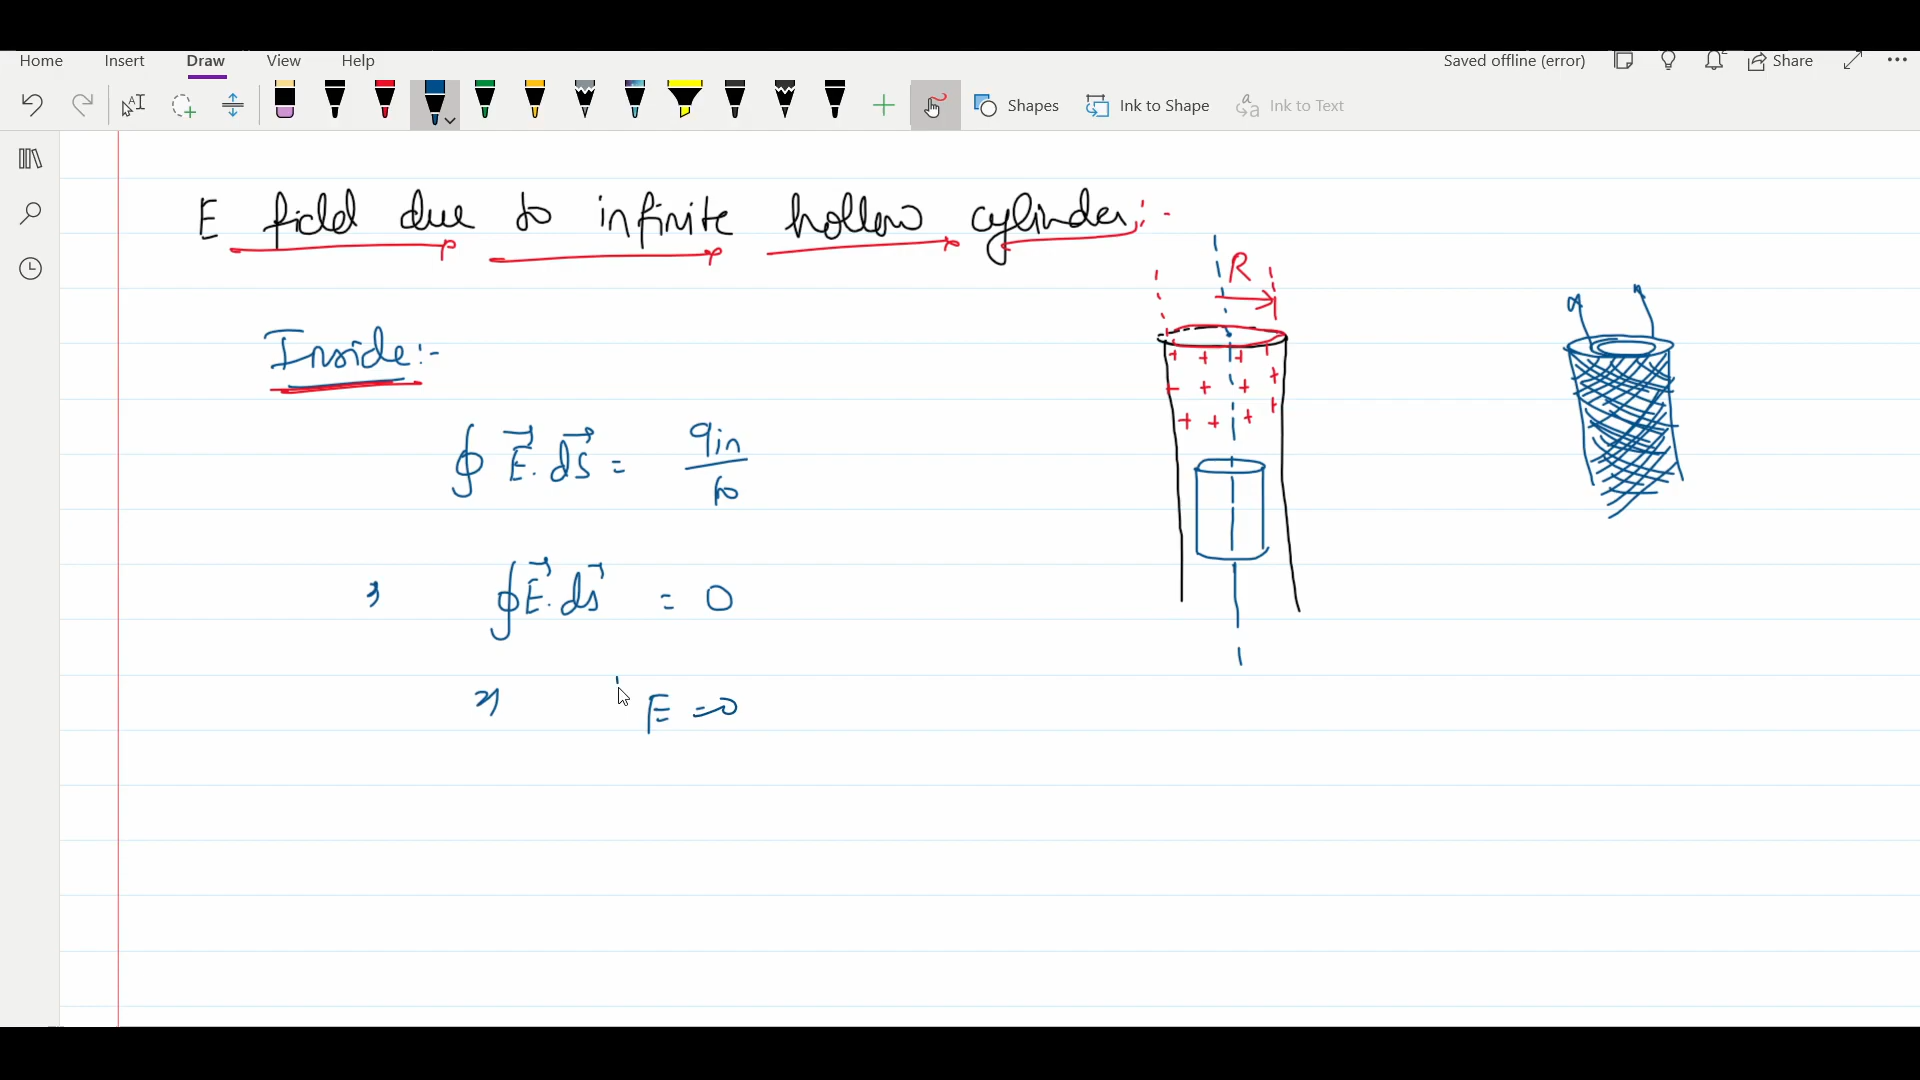 Home Insert Draw View Help Saved offline (error) Share
Shapes Ink to Shape Ink to Text
E field due to infinite hollow cylinder:-
R
Inside:-
∮ E⃗. ds⃗ = qin/ϵ0
⇒ ∮ E⃗. ds⃗ = 0
⇒ E = 0